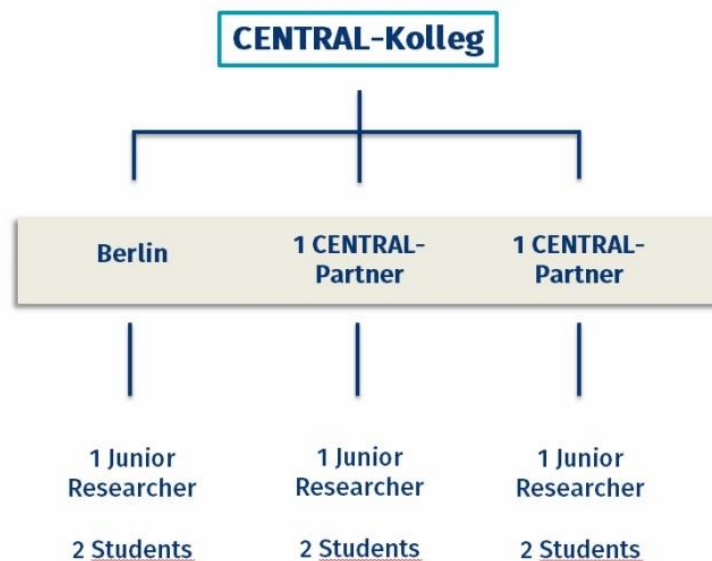 CENTRAL-Kolleg
Berlin
1 CENTRAL-
Partner
1 CENTRAL-
Partner
1 Junior
Researcher
2 Students
1 Junior
Researcher
2 Students
1 Junior
Researcher
2 Students